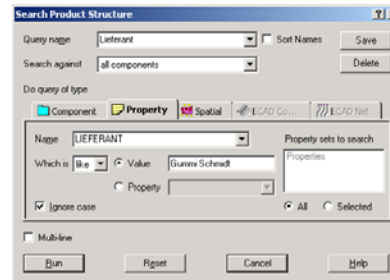 Search Product Structure
Query name Lieferant Sort Names Save
Search against all components Delete
Do query of type
Component Property Spatial ECAD Co... ECAD Net
Name LIEFERANT Property sets to search
Which is like Value Gummi Schmidt Properties
Property
Ignore case All Selected
Multi-line
Run Reset Cancel Help